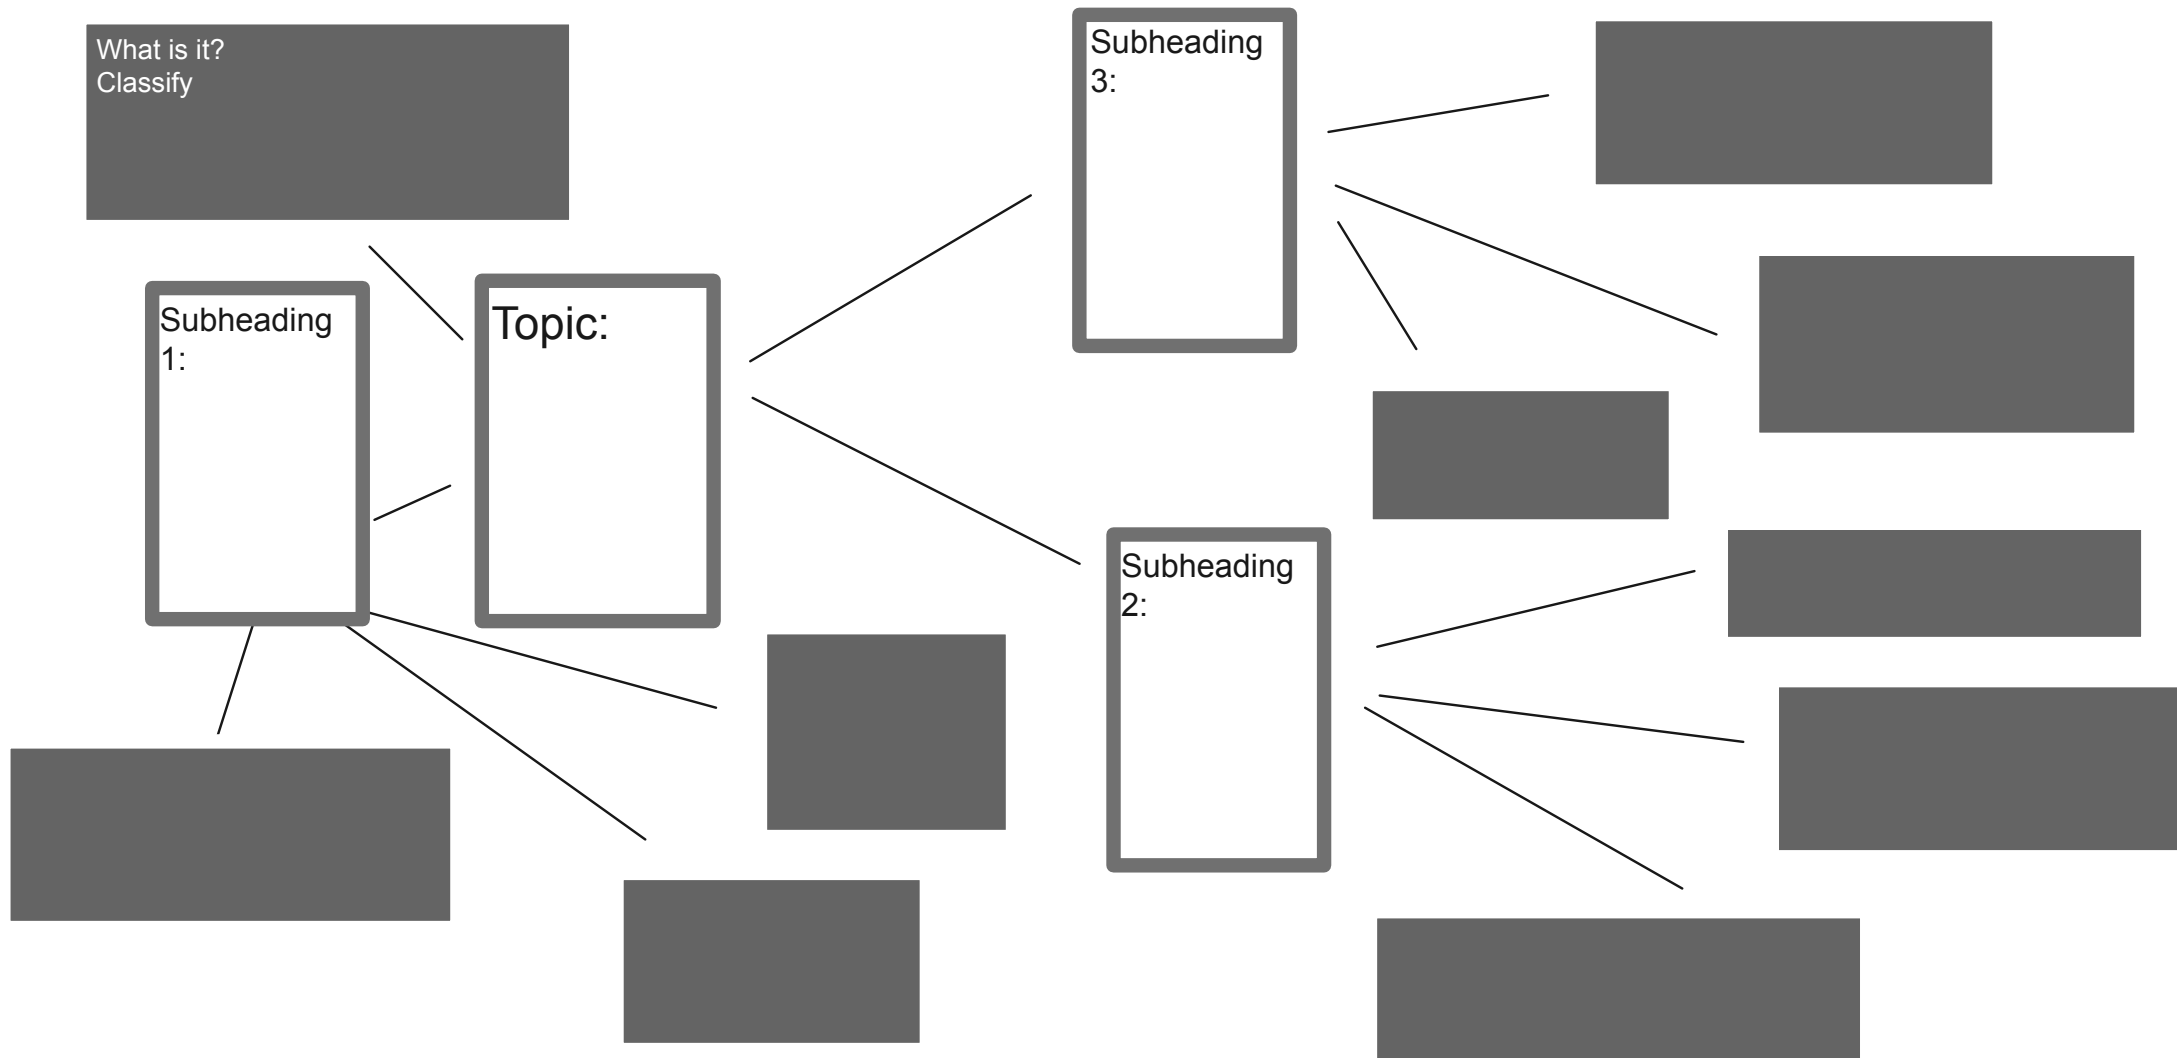 What is it?
Classify
Subheading
1:
Topic:
Subheading
3:
Subheading
2: